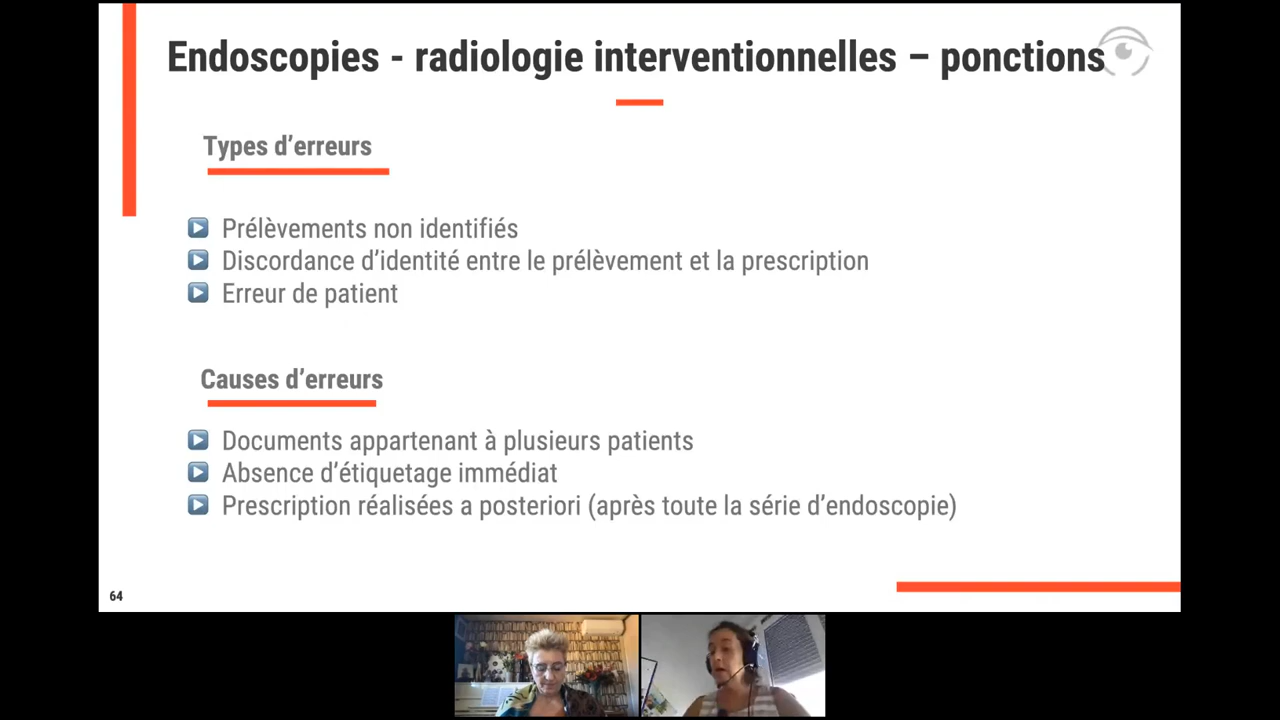 Endoscopies - radiologie interventionnelles – ponctions
Types d’erreurs
Prélèvements non identifiés
Discordance d’identité entre le prélèvement et la prescription
Erreur de patient
Causes d’erreurs
Documents appartenant à plusieurs patients
Absence d’étiquetage immédiat
Prescription réalisées a posteriori (après toute la série d’endoscopie)
64